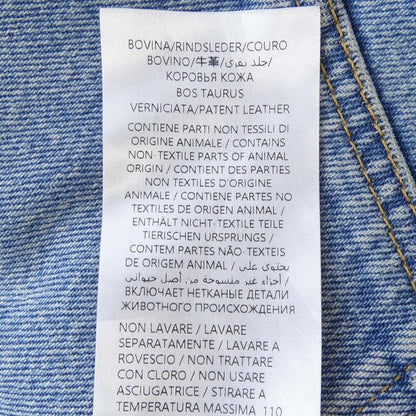 BOVINA/RINDSLEDER/COURO
BOVINO/牛革/جلد بقري/
КОРОВЬЯ КОЖА
BOS TAURUS
VERNICIATA/PATENT LEATHER
CONTIENE PARTI NON TESSILI DI
ORIGINE ANIMALE / CONTAINS
NON-TEXTILE PARTS OF ANIMAL
ORIGIN / CONTIENT DES PARTIES
NON TEXTILES D'ORIGINE
ANIMALE / CONTIENE PARTES NO
TEXTILES DE ORIGEN ANIMAL /
ENTHÄLT NICHT-TEXTILE TEILE
TIERISCHEN URSPRUNGS /
CONTEM PARTES NÃO-TEXTEIS
DE ORIGEM ANIMAL / يحتوي على
أجزاء غير منسوجة من أصل حيواني /
ВКЛЮЧАЕТ НЕТКАНЫЕ ДЕТАЛИ
ЖИВОТНОГО ПРОИСХОЖДЕНИЯ
NON LAVARE / LAVARE
SEPARATAMENTE / LAVARE A
ROVESCIO / NON TRATTARE
CON CLORO / NON USARE
ASCIUGATRICE / STIRARE A
TEMPERATURA MASSIMA 110